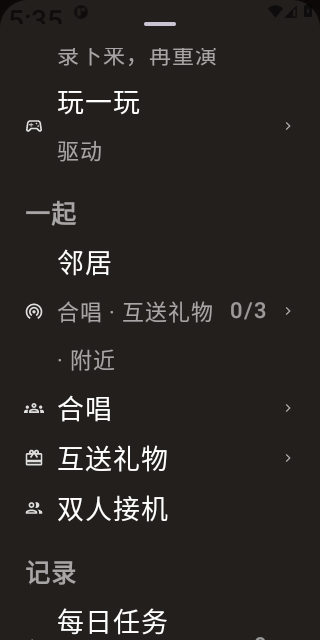 5:35
录下来，再重演
玩一玩
驱动
一起
邻居
合唱 · 互送礼物
0/3
· 附近
合唱
互送礼物
双人接机
记录
每日任务